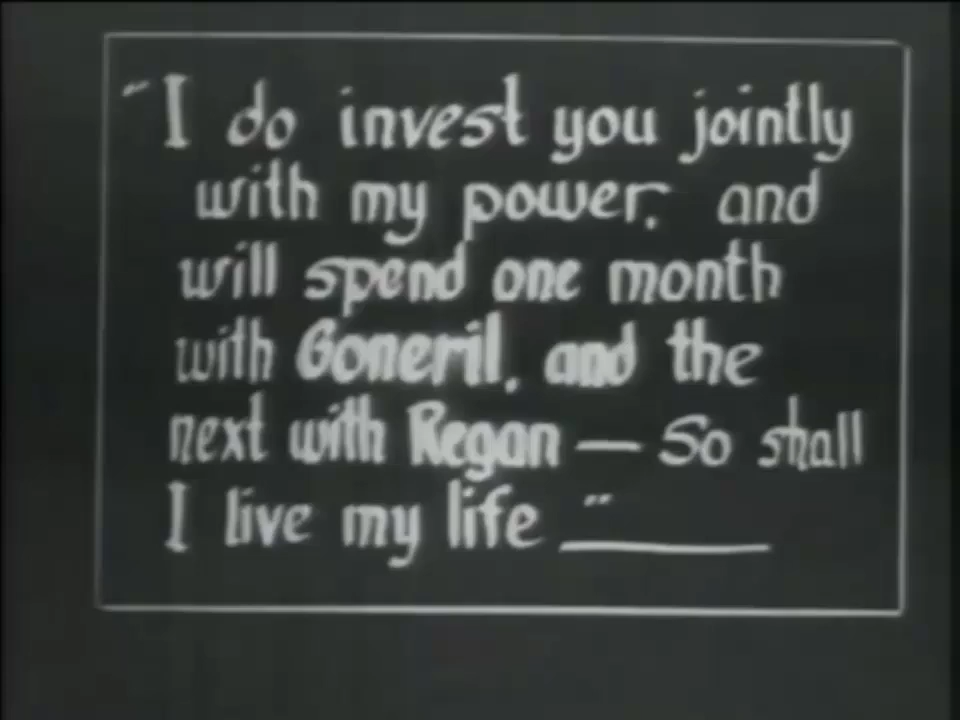 "I do invest you jointly
with my power, and
will spend one month
with Goneril, and the
next with Regan — So shall
I live my life "